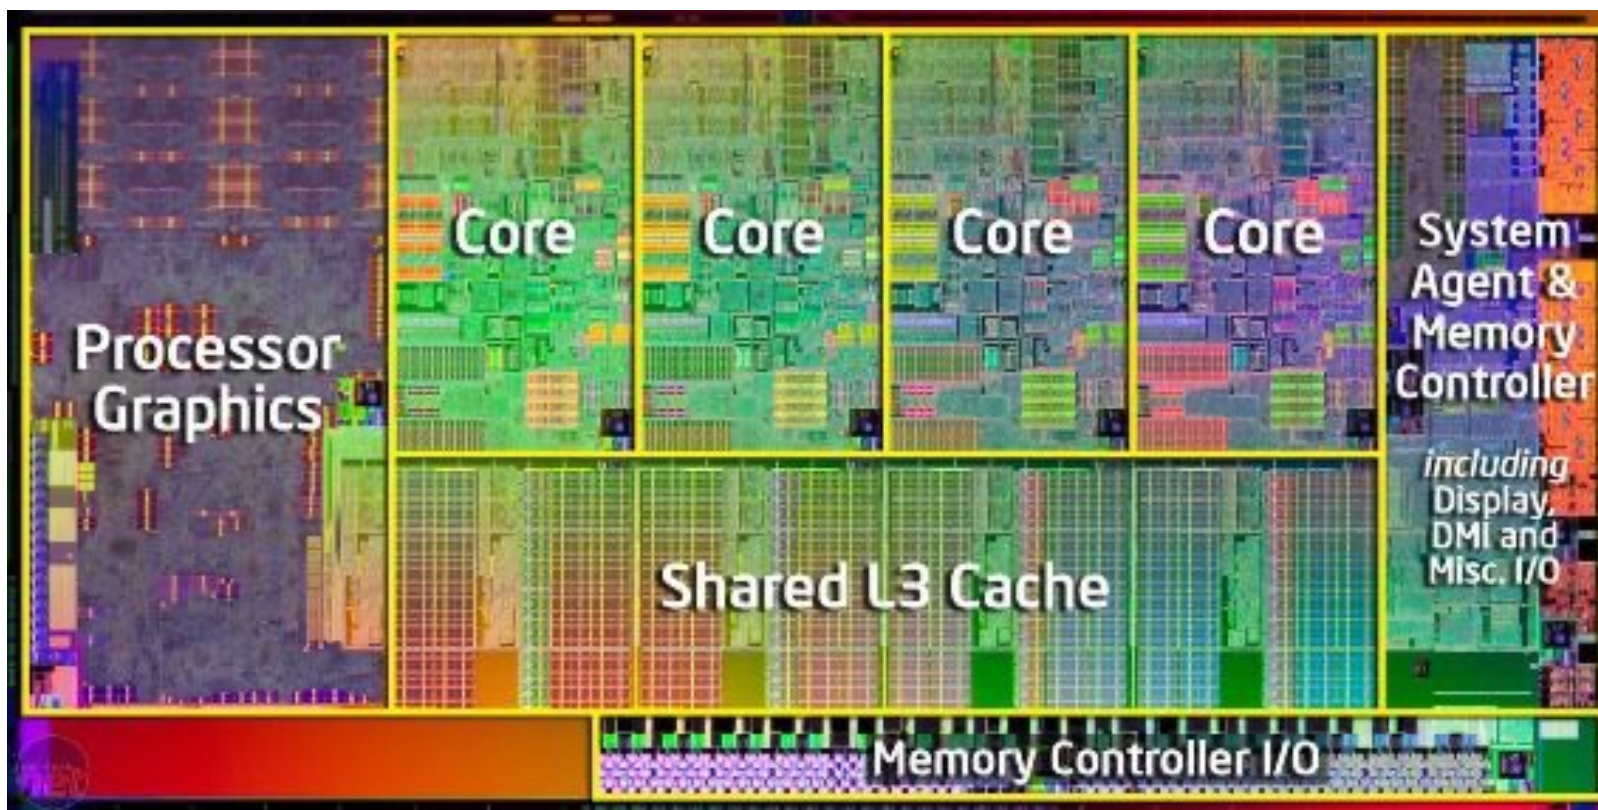 Processor
Graphics
Core
Core
Core
Core
System
Agent &
Memory
Controller
including
Display,
DMI and
Misc. I/O
Shared L3 Cache
Memory Controller I/O